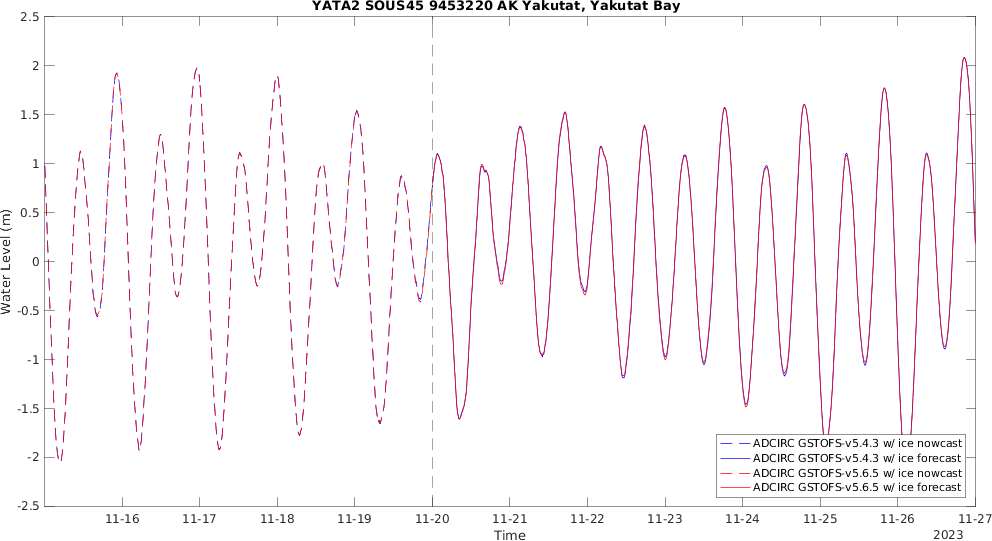 YATA2 SOUS45 9453220 AK Yakutat, Yakutat Bay
2.5
2
1.5
1
0.5
0
-0.5
-1
-1.5
-2
-2.5
Water Level (m)
ADCIRC GSTOFS-v5.4.3 w/ ice nowcast
ADCIRC GSTOFS-v5.4.3 w/ ice forecast
ADCIRC GSTOFS-v5.6.5 w/ ice nowcast
ADCIRC GSTOFS-v5.6.5 w/ ice forecast
11-16 11-17 11-18 11-19 11-20 11-21 11-22 11-23 11-24 11-25 11-26 11-27
Time
2023